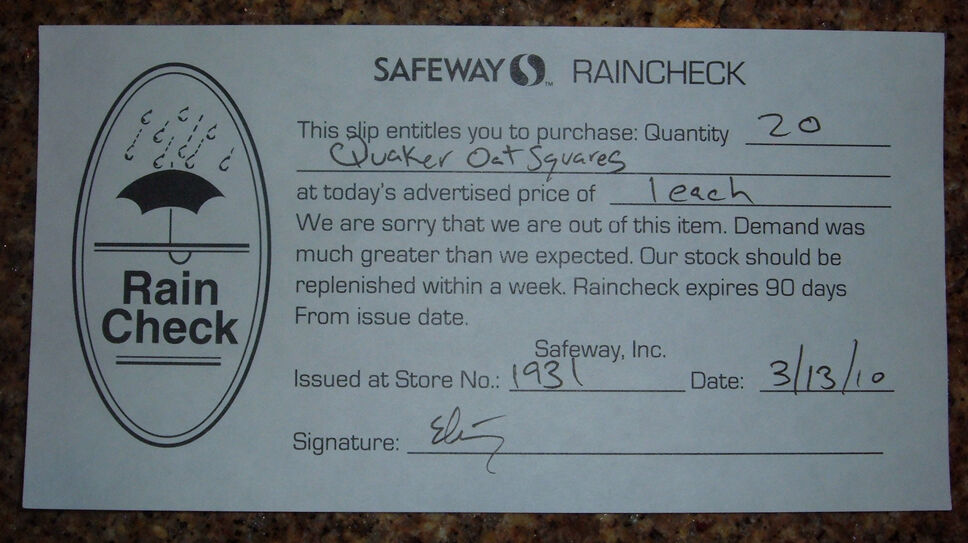 SAFEWAY™ RAINCHECK
This slip entitles you to purchase: Quantity 20
Quaker Oat Squares
at today's advertised price of 1 each
We are sorry that we are out of this item. Demand was
much greater than we expected. Our stock should be
replenished within a week. Raincheck expires 90 days
From issue date.
Safeway, Inc.
Issued at Store No.: 1931 Date: 3/13/10
Signature:
Rain
Check